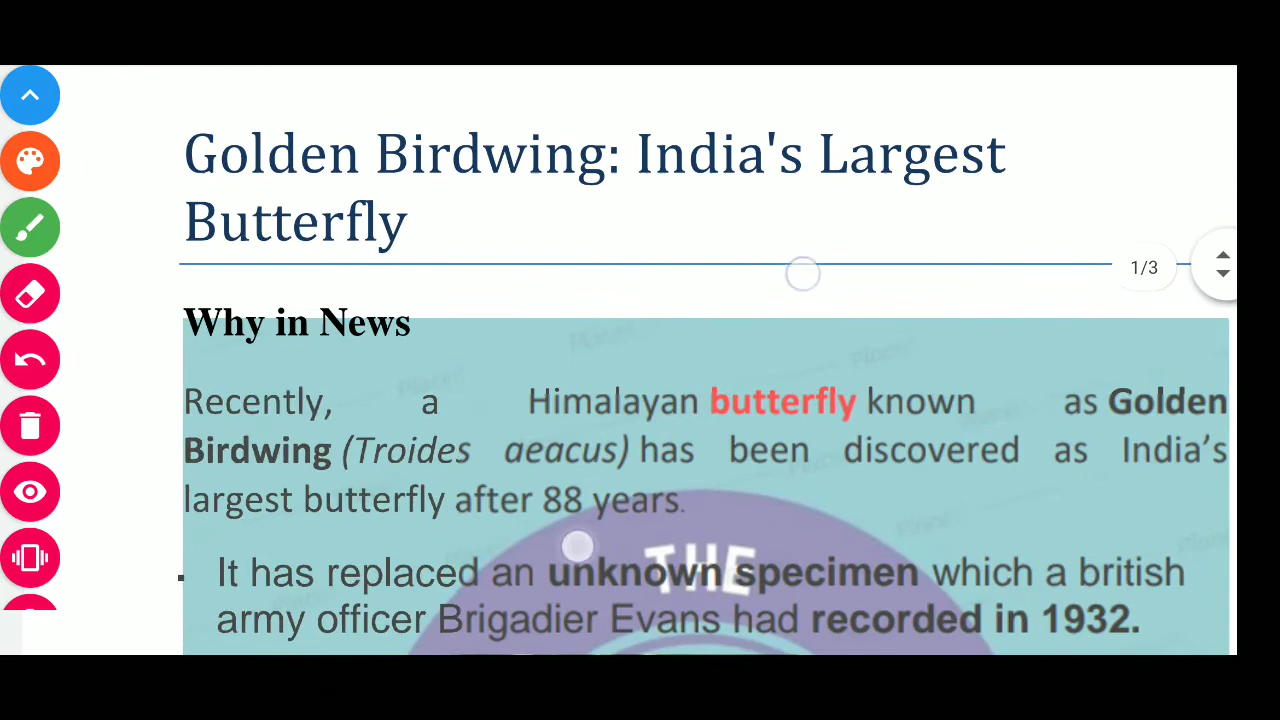 Golden Birdwing: India's Largest
Butterfly
1/3
Why in News
Recently, a Himalayan butterfly known as Golden
Birdwing (Troides aeacus) has been discovered as India’s
largest butterfly after 88 years.
THE
▪ It has replaced an unknown specimen which a british
army officer Brigadier Evans had recorded in 1932.